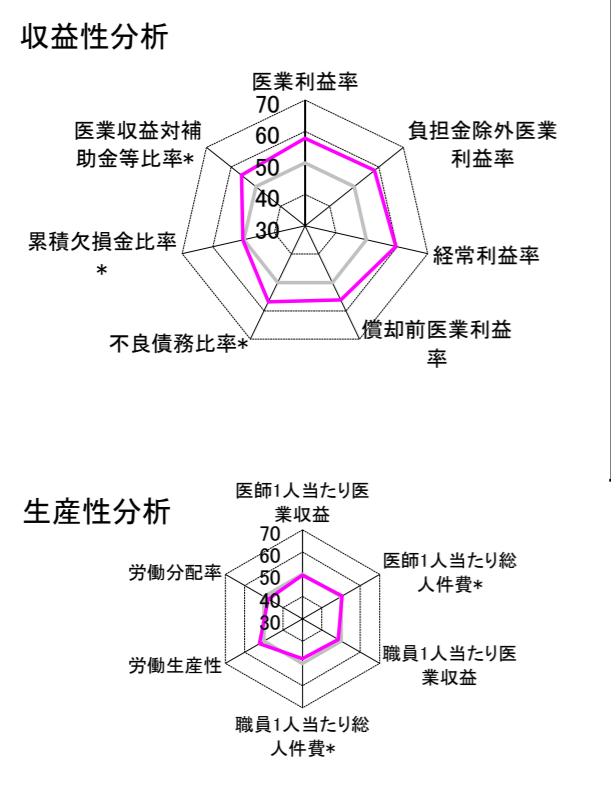 収益性分析
医業利益率
70
60
50
40
30
負担金除外医業
利益率
経常利益率
償却前医業利益
率
不良債務比率*
累積欠損金比率
*
医業収益対補
助金等比率*
生産性分析
医師1人当たり医
業収益
70
60
50
40
30
医師1人当たり総
人件費*
職員1人当たり医
業収益
職員1人当たり総
人件費*
労働生産性
労働分配率